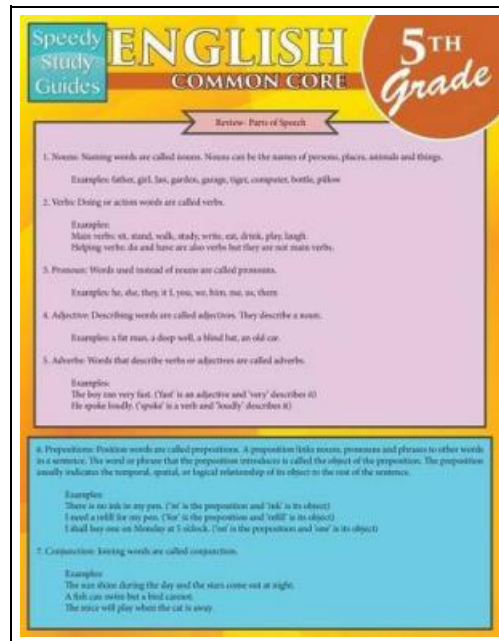 Speedy
Study
Guides
ENGLISH
COMMON CORE
5TH
Grade
Review- Parts of Speech
1. Nouns: Naming words are called nouns. Nouns can be the names of persons, places, animals and things.
Examples: father, girl, Ian, garden, garage, tiger, computer, bottle, pillow
2. Verbs: Doing or action words are called verbs.
Examples:
Main verbs: sit, stand, walk, study, write, eat, drink, play, laugh.
Helping verbs: do and have are also verbs but they are not main verbs.
3. Pronoun: Words used instead of nouns are called pronouns.
Examples: he, she, they, it I, you, we, him, me, us, them
4. Adjective: Describing words are called adjectives. They describe a noun.
Examples: a fat man, a deep well, a blind bat, an old car.
5. Adverbs: Words that describe verbs or adjectives are called adverbs.
Examples:
The boy ran very fast. ('fast' is an adjective and 'very' describes it)
He spoke loudly. ('spoke' is a verb and 'loudly' describes it)
6. Prepositions: Position words are called prepositions. A preposition links nouns, pronouns and phrases to other words
in a sentence. The word or phrase that the preposition introduces is called the object of the preposition. The preposition
usually indicates the temporal, spatial, or logical relationship of its object to the rest of the sentence.
Examples
There is no ink in my pen. ('in' is the preposition and 'ink' is its object)
I need a refill for my pen. ('for' is the preposition and 'refill' is its object)
I shall buy one on Monday at 5 o'clock. ('on' is the preposition and 'one' is its object)
7. Conjunction: Joining words are called conjunction.
Examples
The sun shine during the day and the stars come out at night.
A fish can swim but a bird cannot.
The mice will play when the cat is away.